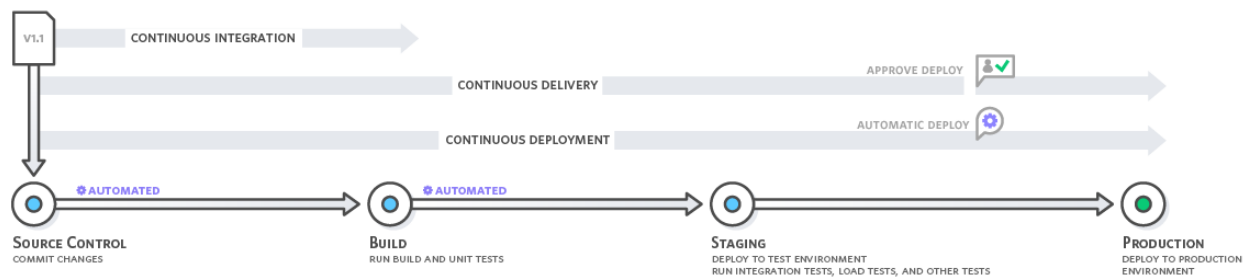 V1.1
CONTINUOUS INTEGRATION
APPROVE DEPLOY
CONTINUOUS DELIVERY
AUTOMATIC DEPLOY
CONTINUOUS DEPLOYMENT
AUTOMATED
AUTOMATED
SOURCE CONTROL
COMMIT CHANGES
BUILD
RUN BUILD AND UNIT TESTS
STAGING
DEPLOY TO TEST ENVIRONMENT
RUN INTEGRATION TESTS, LOAD TESTS, AND OTHER TESTS
PRODUCTION
DEPLOY TO PRODUCTION
ENVIRONMENT